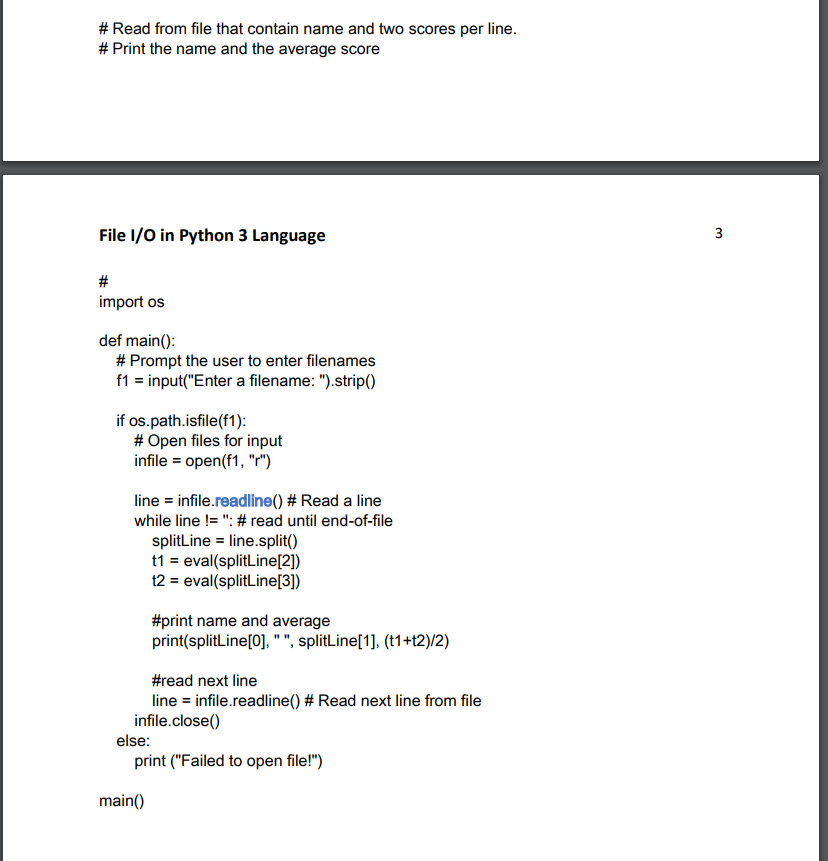 # Read from file that contain name and two scores per line.
# Print the name and the average score
File I/O in Python 3 Language 3
#
import os
def main():
# Prompt the user to enter filenames
f1 = input("Enter a filename: ").strip()
if os.path.isfile(f1):
# Open files for input
infile = open(f1, "r")
line = infile.readline() # Read a line
while line != '': # read until end-of-file
splitLine = line.split()
t1 = eval(splitLine[2])
t2 = eval(splitLine[3])
#print name and average
print(splitLine[0], " ", splitLine[1], (t1+t2)/2)
#read next line
line = infile.readline() # Read next line from file
infile.close()
else:
print ("Failed to open file!")
main()